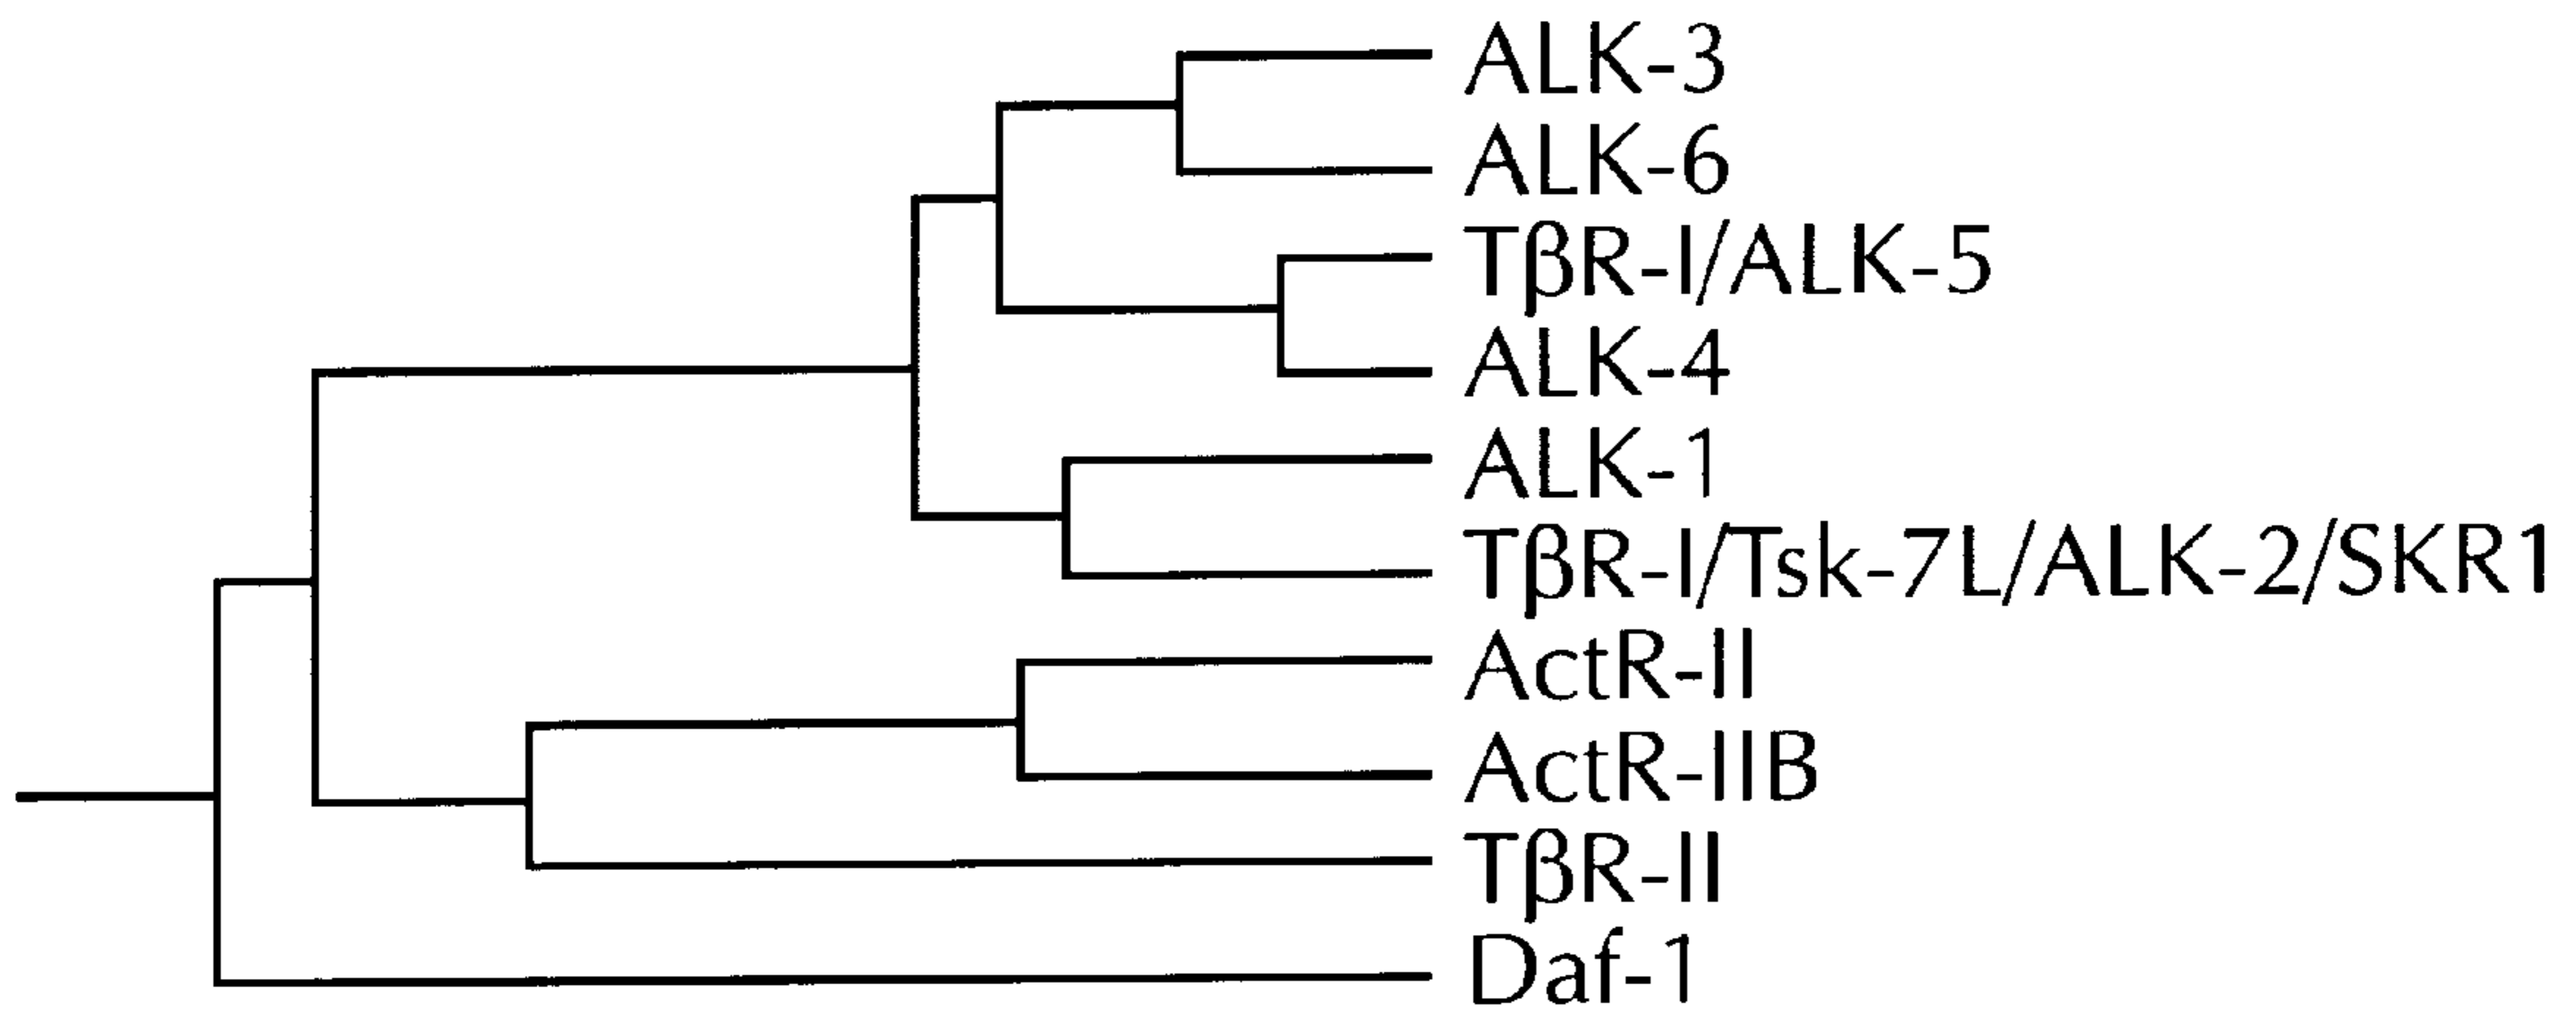 ALK-3
ALK-6
TβR-I/ALK-5
ALK-4
ALK-1
TβR-I/Tsk-7L/ALK-2/SKR1
ActR-II
ActR-IIB
TβR-II
Daf-1